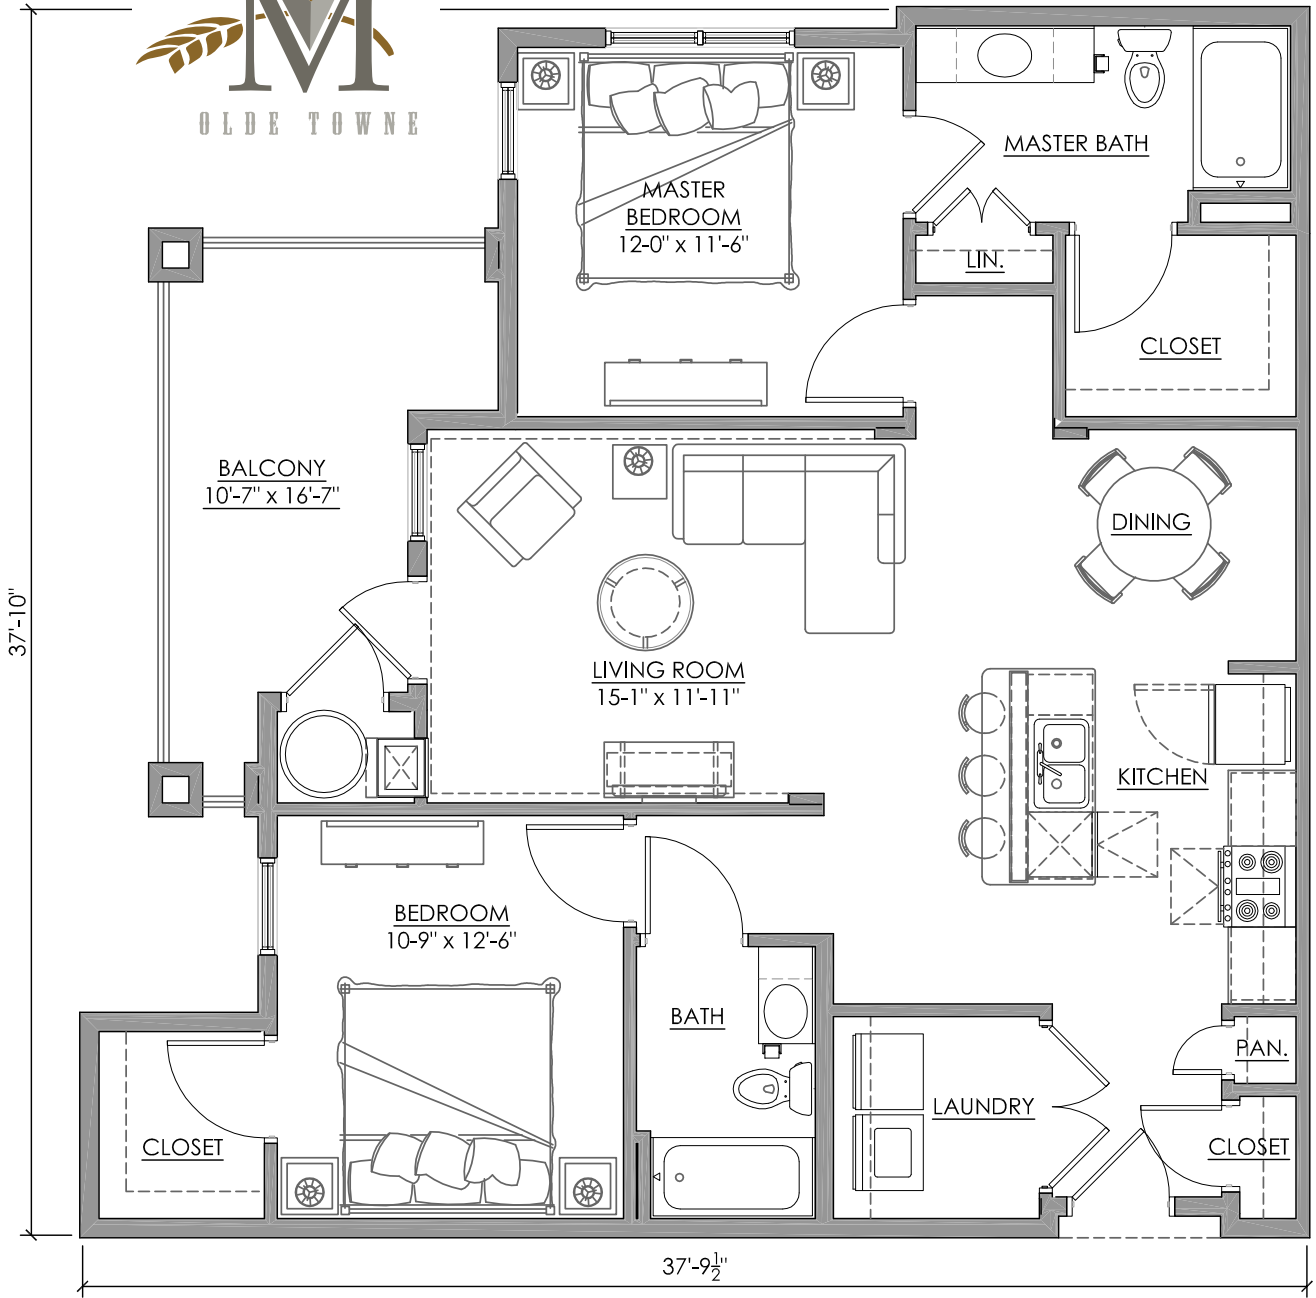 M
OLDE TOWNE
MASTER BATH
MASTER
BEDROOM
12-0" x 11'-6"
LIN.
CLOSET
BALCONY
10'-7" x 16'-7"
DINING
37'-10"
LIVING ROOM
15-1" x 11'-11"
KITCHEN
BEDROOM
10-9" x 12'-6"
BATH
PAN.
LAUNDRY
CLOSET
CLOSET
37'-9½"